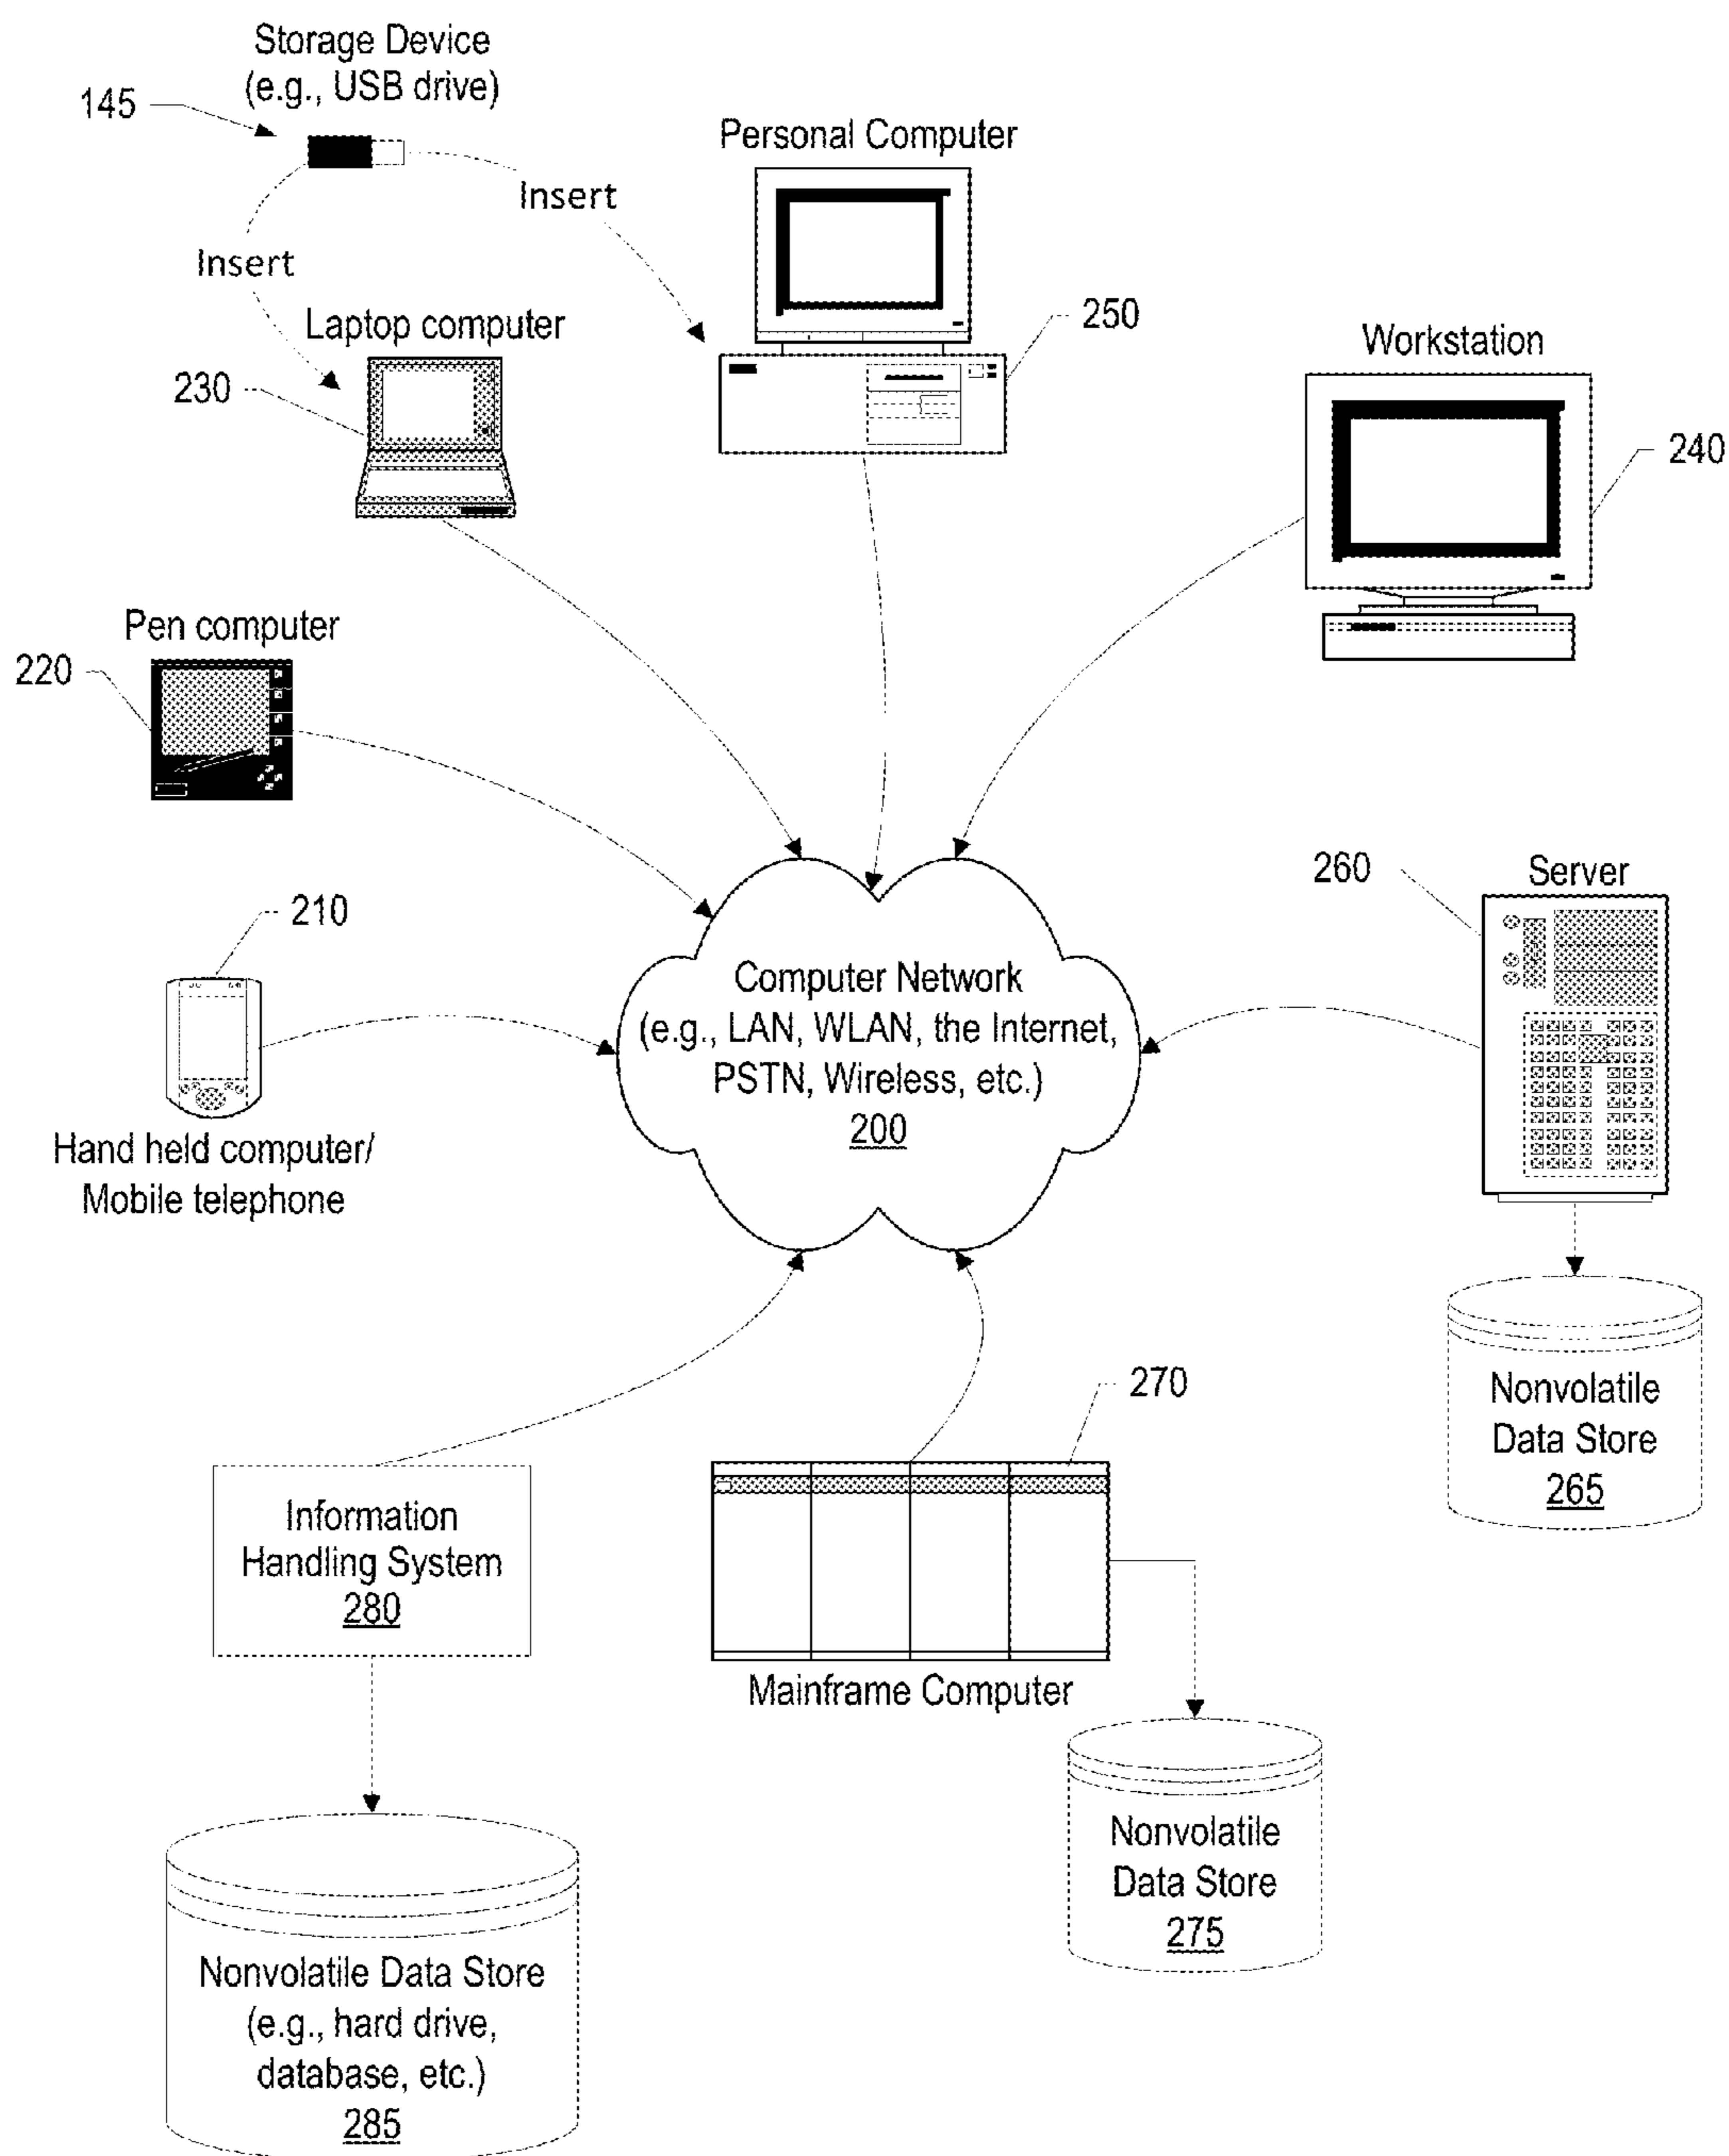 Storage Device
(e.g., USB drive)
145
Insert
Insert
Personal Computer
250
Laptop computer
230
Workstation
240
Pen computer
220
210
Hand held computer/
Mobile telephone
Computer Network
(e.g., LAN, WLAN, the Internet,
PSTN, Wireless, etc.)
200
260
Server
Nonvolatile
Data Store
265
270
Mainframe Computer
Information
Handling System
280
Nonvolatile
Data Store
275
Nonvolatile Data Store
(e.g., hard drive,
database, etc.)
285